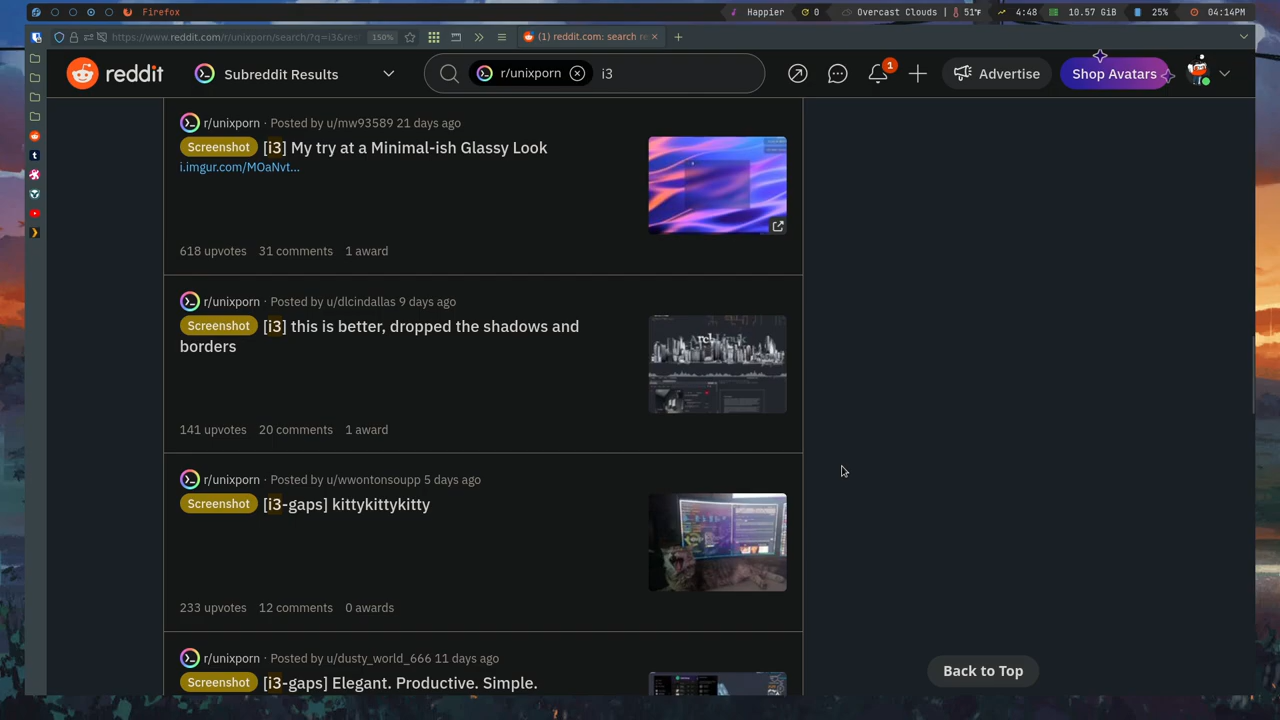 Firefox
Happier
0
Overcast Clouds |
51°F
4:48
10.57 GiB
25%
04:14PM
https://www.reddit.com/r/unixporn/search/?q=i3&res
150%
(1) reddit.com: search re
reddit
Subreddit Results
r/unixporn
i3
1
Advertise
Shop Avatars
r/unixporn · Posted by u/mw93589 21 days ago
Screenshot [i3] My try at a Minimal-ish Glassy Look
i.imgur.com/MOaNvt...
618 upvotes 31 comments 1 award
r/unixporn · Posted by u/dlcindallas 9 days ago
Screenshot [i3] this is better, dropped the shadows and
borders
141 upvotes 20 comments 1 award
r/unixporn · Posted by u/wwontonsoupp 5 days ago
Screenshot [i3-gaps] kittykittykitty
233 upvotes 12 comments 0 awards
r/unixporn · Posted by u/dusty_world_666 11 days ago
Screenshot [i3-gaps] Elegant. Productive. Simple.
Back to Top